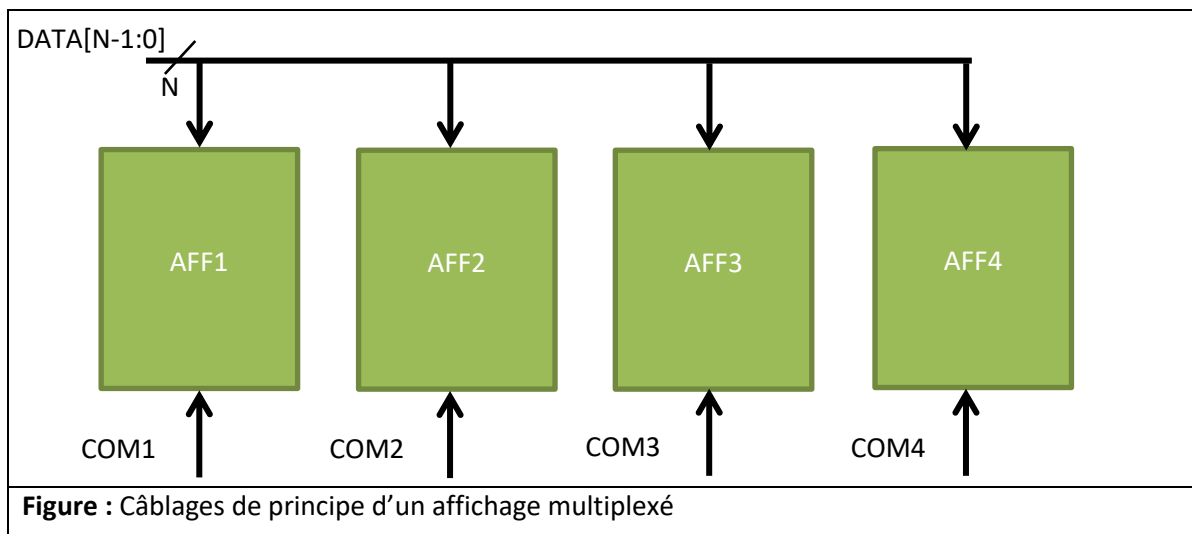 DATA[N-1:0]
N
AFF1 AFF2 AFF3 AFF4
COM1 COM2 COM3 COM4
Figure : Câblages de principe d’un affichage multiplexé